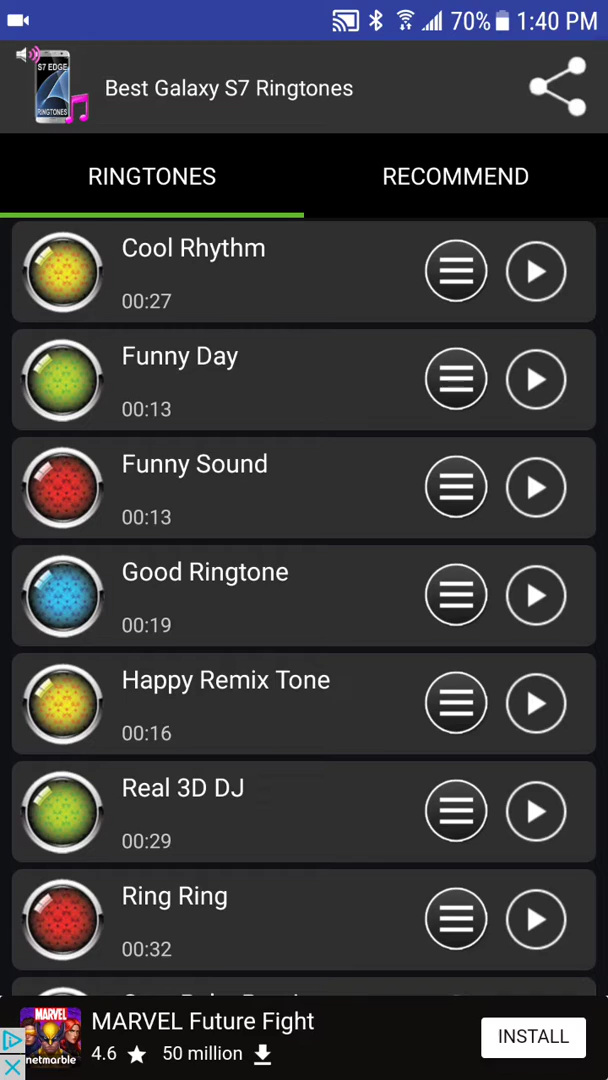 70% 1:40 PM
S7 EDGE
RINGTONES
Best Galaxy S7 Ringtones
RINGTONES RECOMMEND
Cool Rhythm
00:27
Funny Day
00:13
Funny Sound
00:13
Good Ringtone
00:19
Happy Remix Tone
00:16
Real 3D DJ
00:29
Ring Ring
00:32
MARVEL
netmarble
MARVEL Future Fight
4.6 50 million
INSTALL